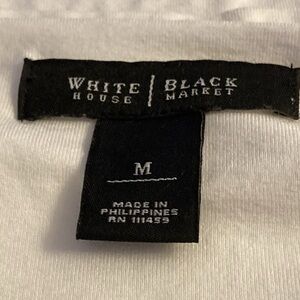 WHITE | BLACK
HOUSE | MARKET
M
MADE IN
PHILIPPINES
RN 111459